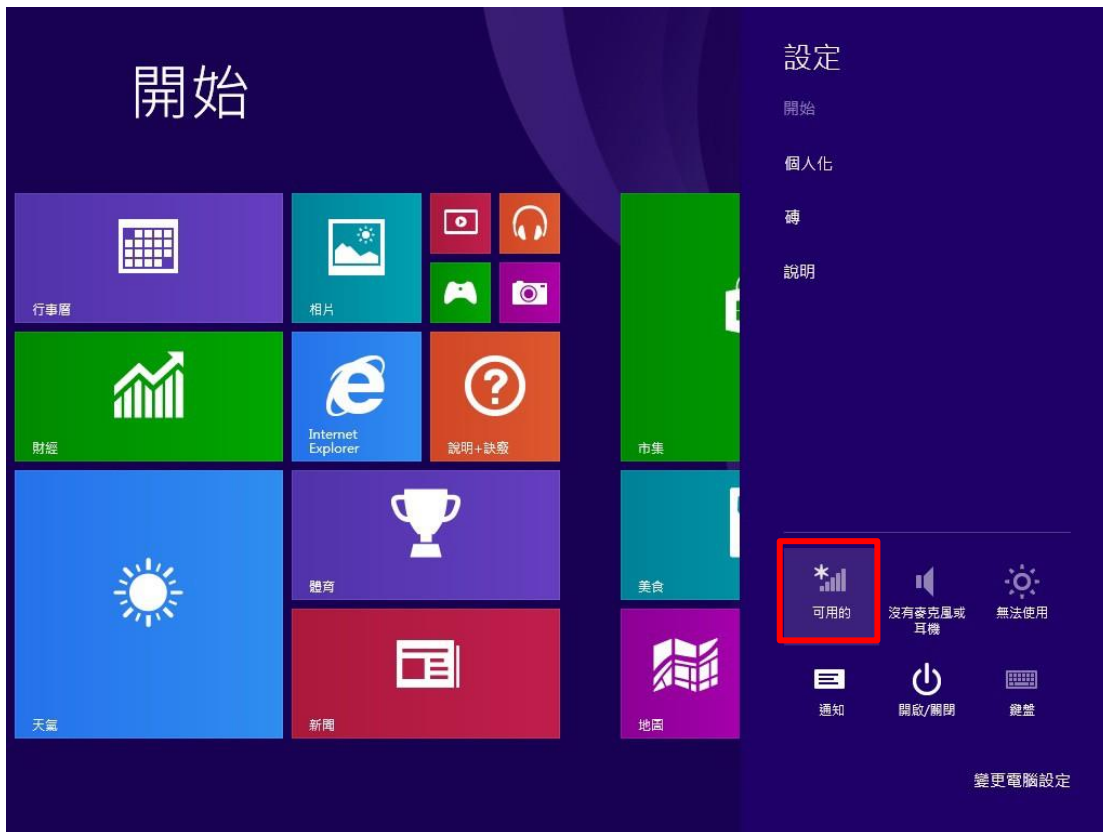 開始
行事曆
相片
財經
Internet
Explorer
說明+訣竅
市集
天氣
體育
美食
新聞
地圖
設定
開始
個人化
磚
說明
可用的
沒有麥克風或
耳機
無法使用
通知
開啟/關閉
鍵盤
變更電腦設定